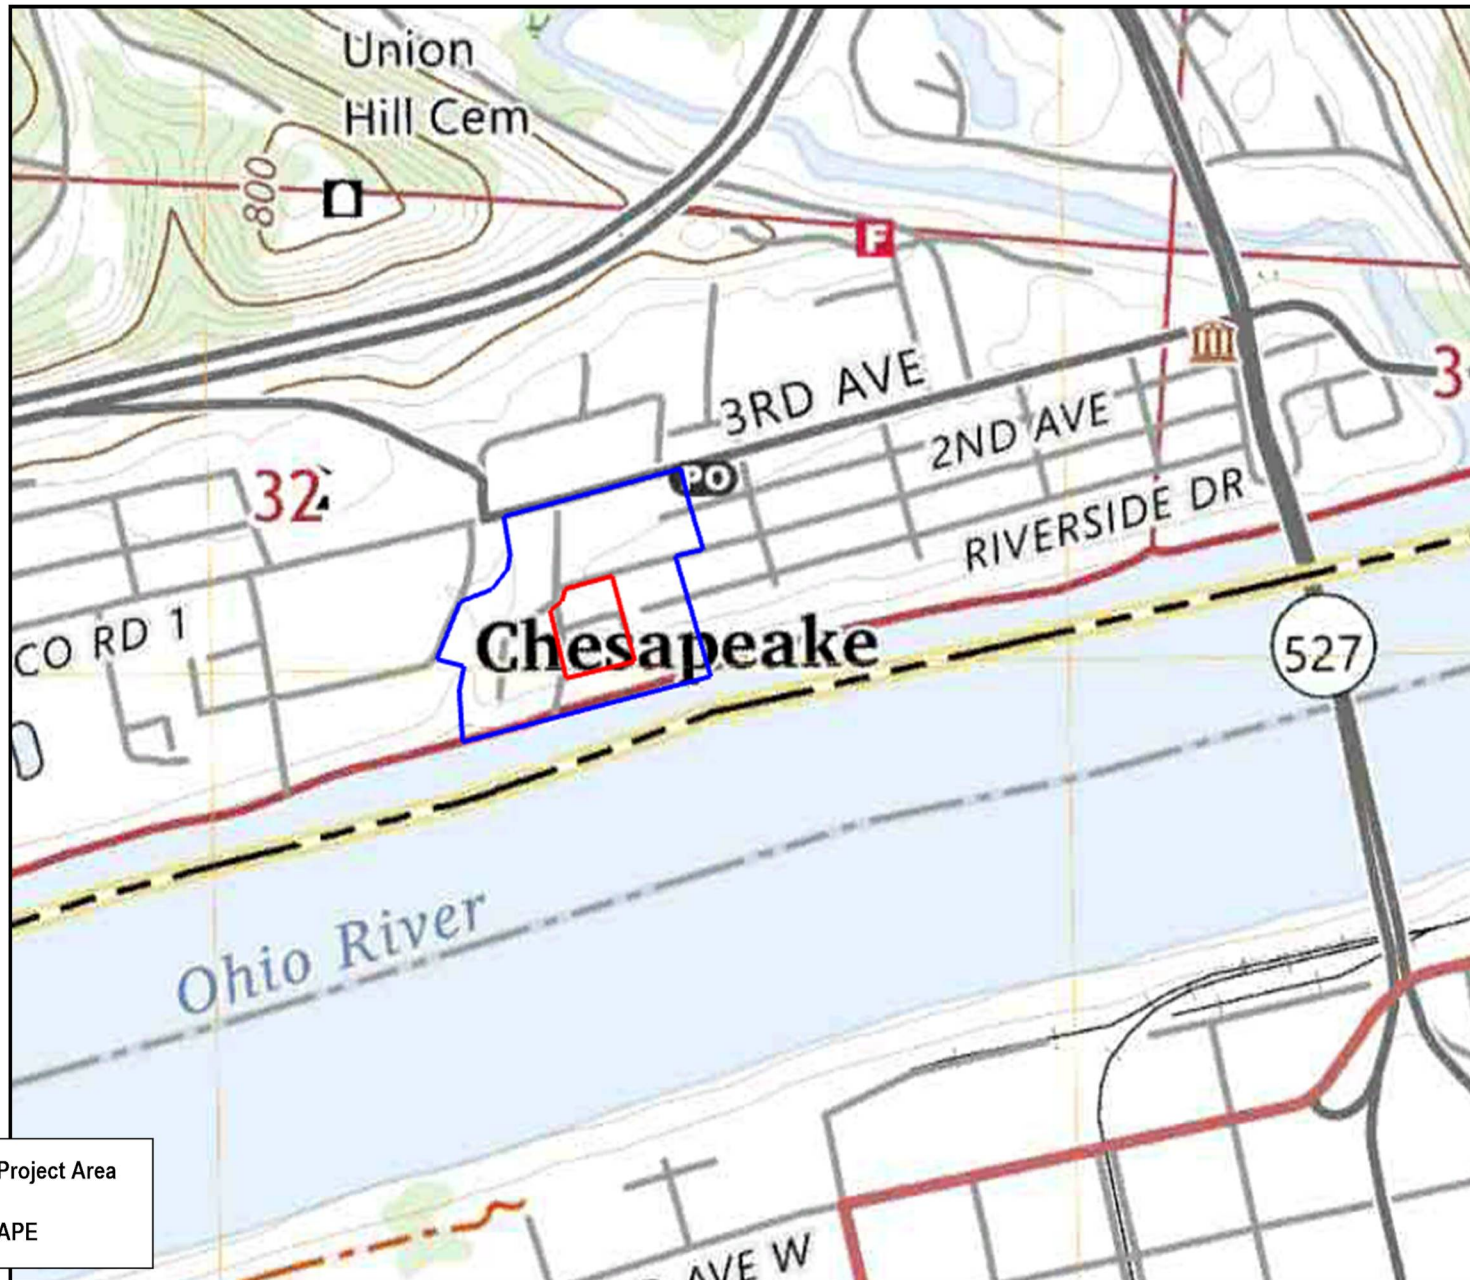 Union
Hill Cem
800
F
3RD AVE
2ND AVE
3
PO
32
RIVERSIDE DR
CO RD 1
Chesapeake
527
Ohio River
Project Area
APE
AVE W